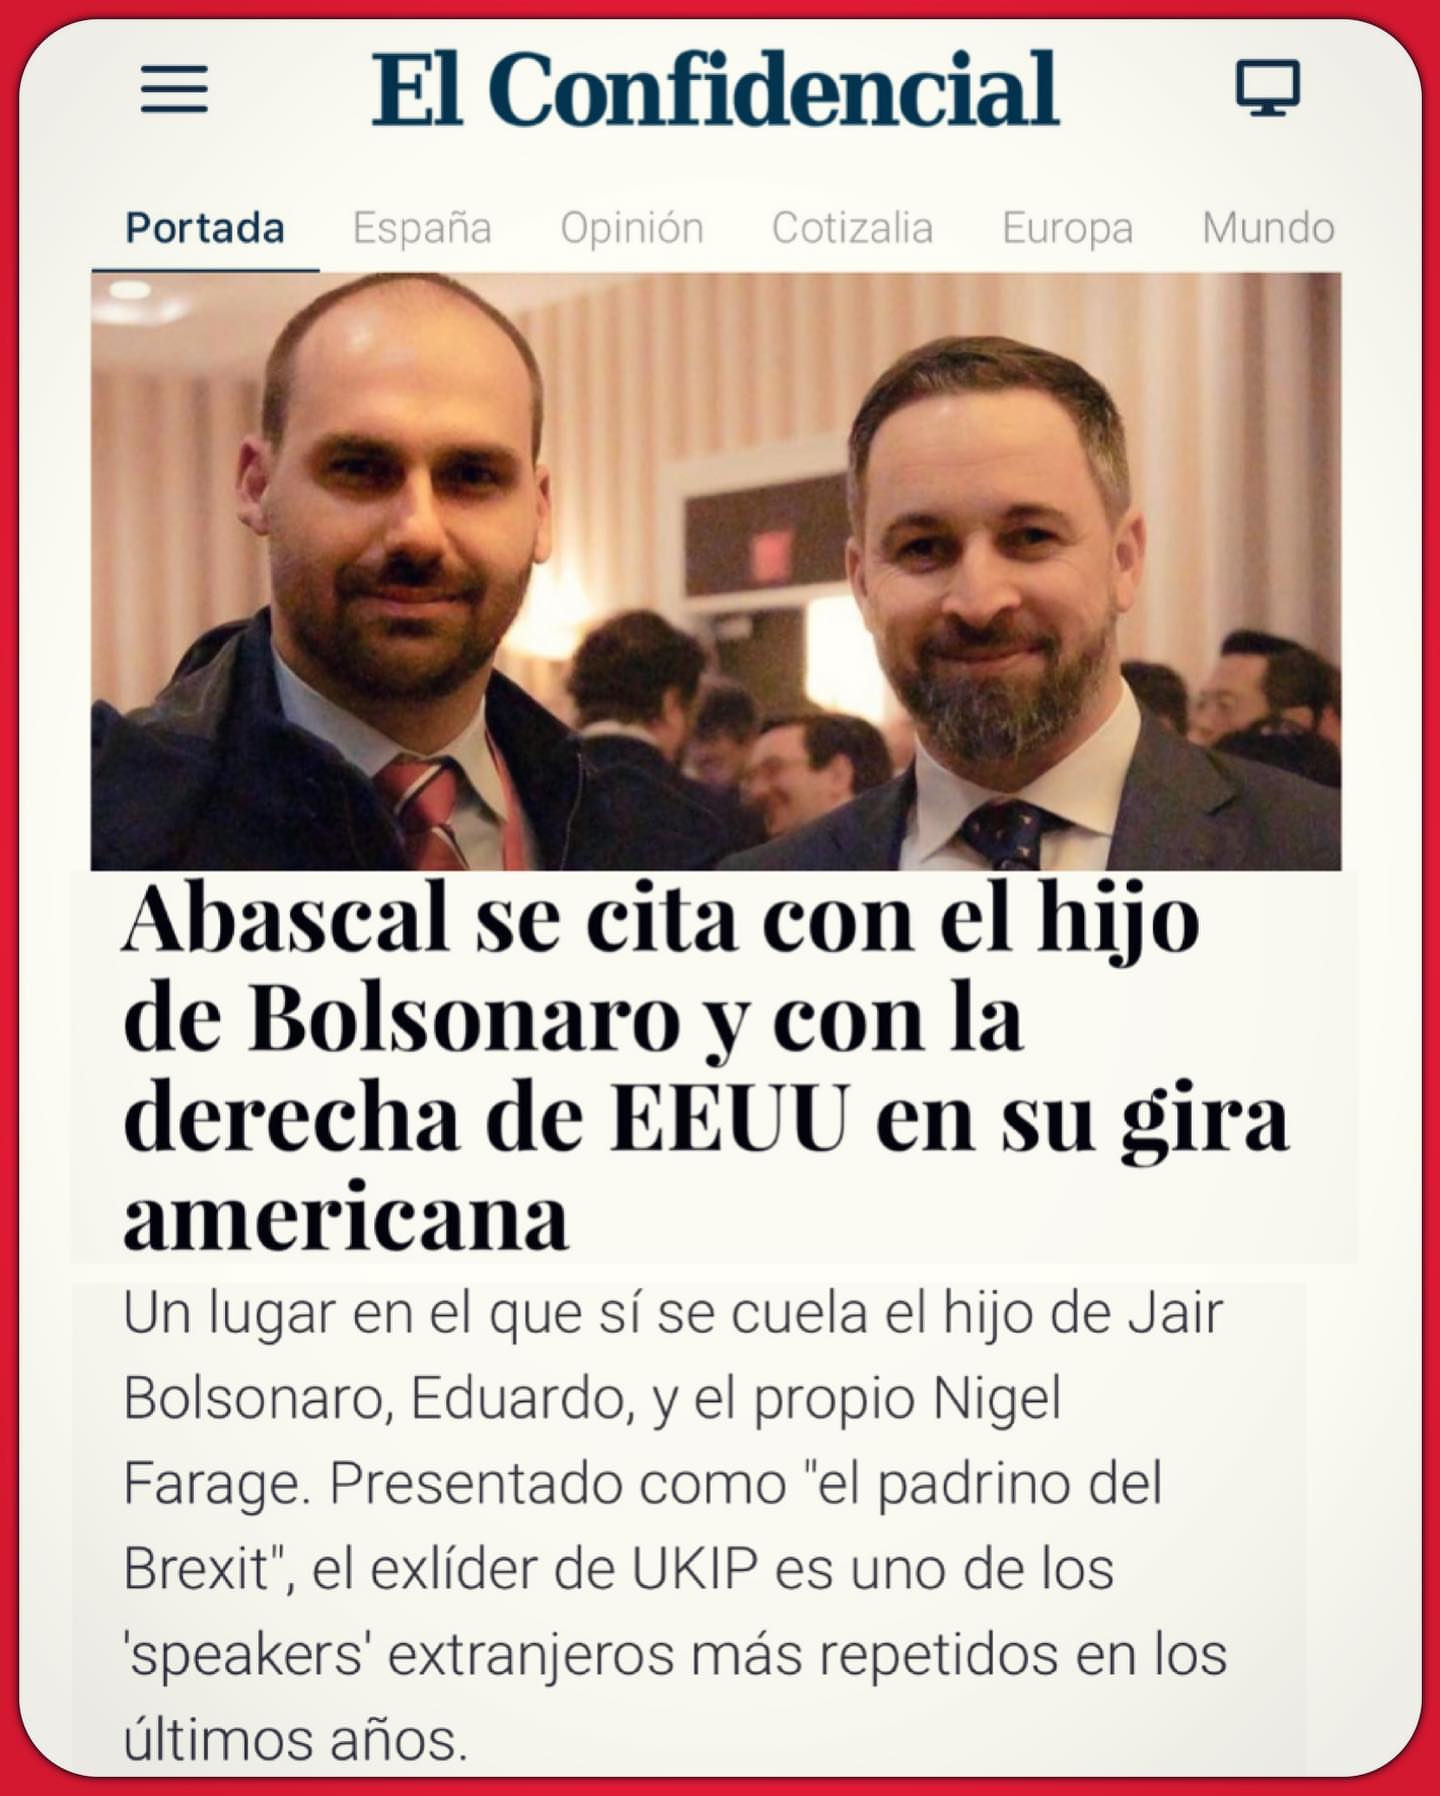 El Confidencial
Portada España Opinión Cotizalia Europa Mundo
Abascal se cita con el hijo
de Bolsonaro y con la
derecha de EEUU en su gira
americana
Un lugar en el que sí se cuela el hijo de Jair
Bolsonaro, Eduardo, y el propio Nigel
Farage. Presentado como "el padrino del
Brexit", el exlíder de UKIP es uno de los
'speakers' extranjeros más repetidos en los
últimos años.